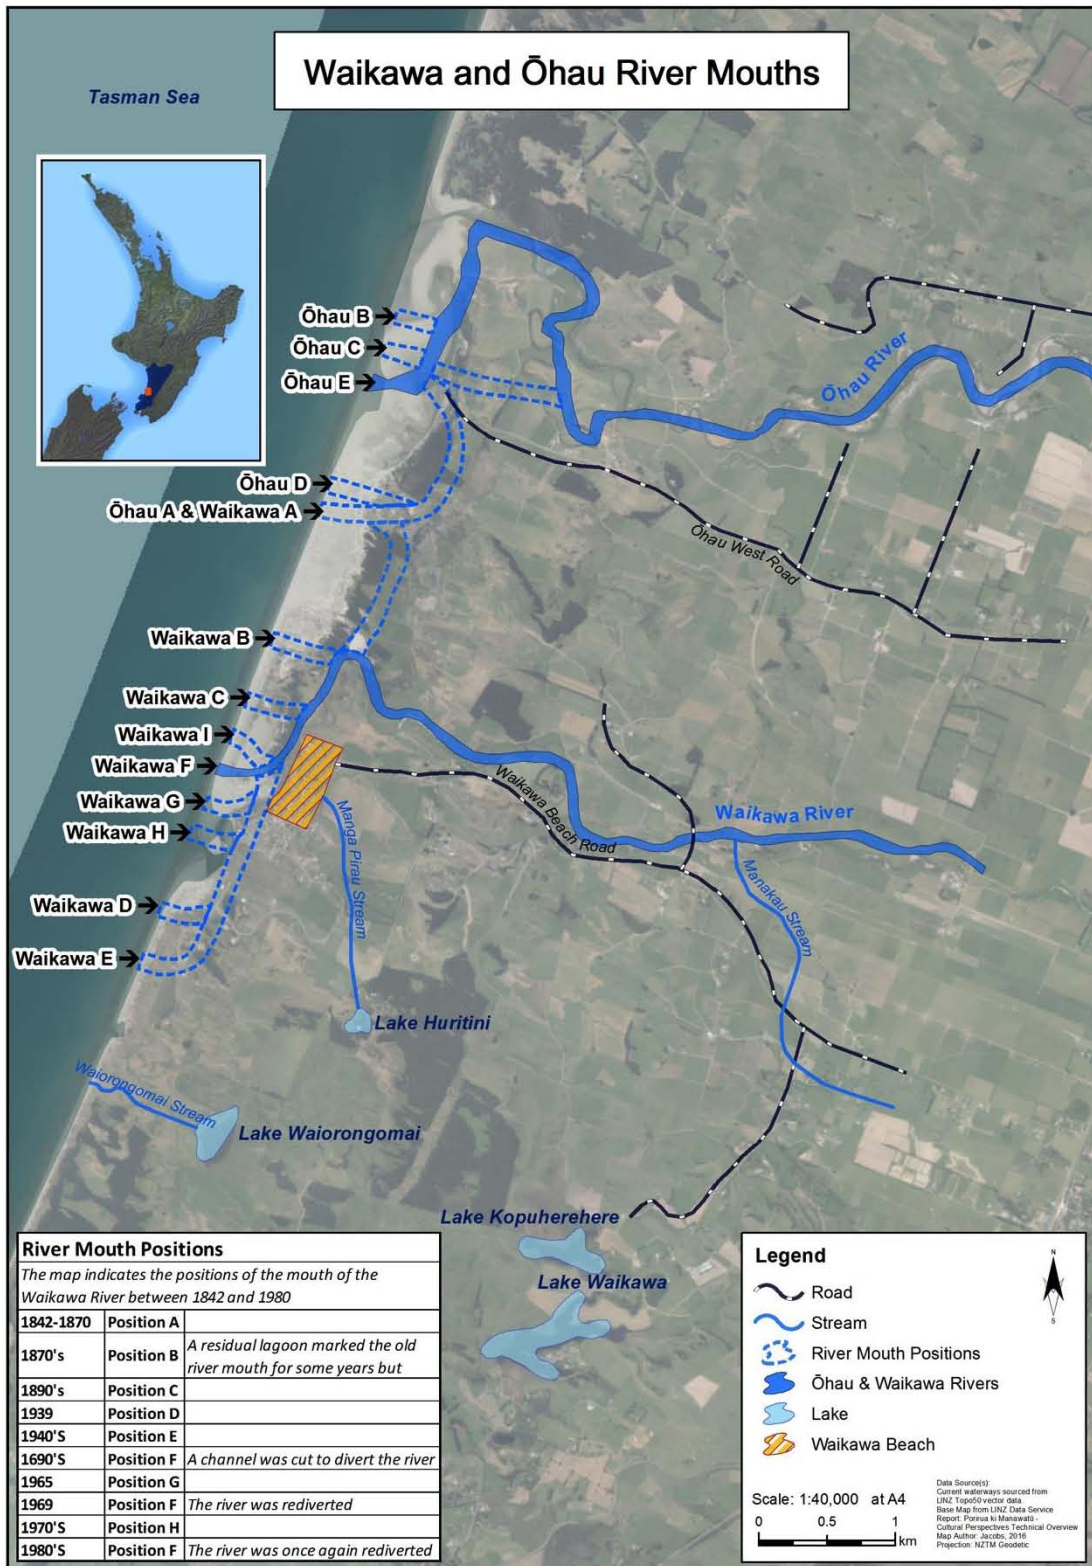 Waikawa and Ōhau River Mouths
Tasman Sea
Ōhau B
Ōhau C
Ōhau E
Ōhau River
Ōhau D
Ōhau A & Waikawa A
Ōhau West Road
Waikawa B
Waikawa C
Waikawa I
Waikawa F
Waikawa G
Waikawa H
Waikawa Beach Road
Waikawa River
Manga Pirau Stream
Manakau Stream
Waikawa D
Waikawa E
Lake Huritini
Waiorongomai Stream
Lake Waiorongomai
Lake Kopuherehere
Lake Waikawa
River Mouth Positions
The map indicates the positions of the mouth of the
Waikawa River between 1842 and 1980
1842-1870 Position A
1870's Position B A residual lagoon marked the old
river mouth for some years but
1890's Position C
1939 Position D
1940'S Position E
1690'S Position F A channel was cut to divert the river
1965 Position G
1969 Position F The river was rediverted
1970'S Position H
1980'S Position F The river was once again rediverted
Legend
N
S
Road
Stream
River Mouth Positions
Ōhau & Waikawa Rivers
Lake
Waikawa Beach
Scale: 1:40,000 at A4
0 0.5 1
km
Data Source(s):
Current waterways sourced from
LINZ Topo50 vector data.
Base Map from LINZ Data Service
Report: Porirua ki Manawatū -
Cultural Perspectives Technical Overview
Map Author: Jacobs, 2016
Projection: NZTM Geodetic